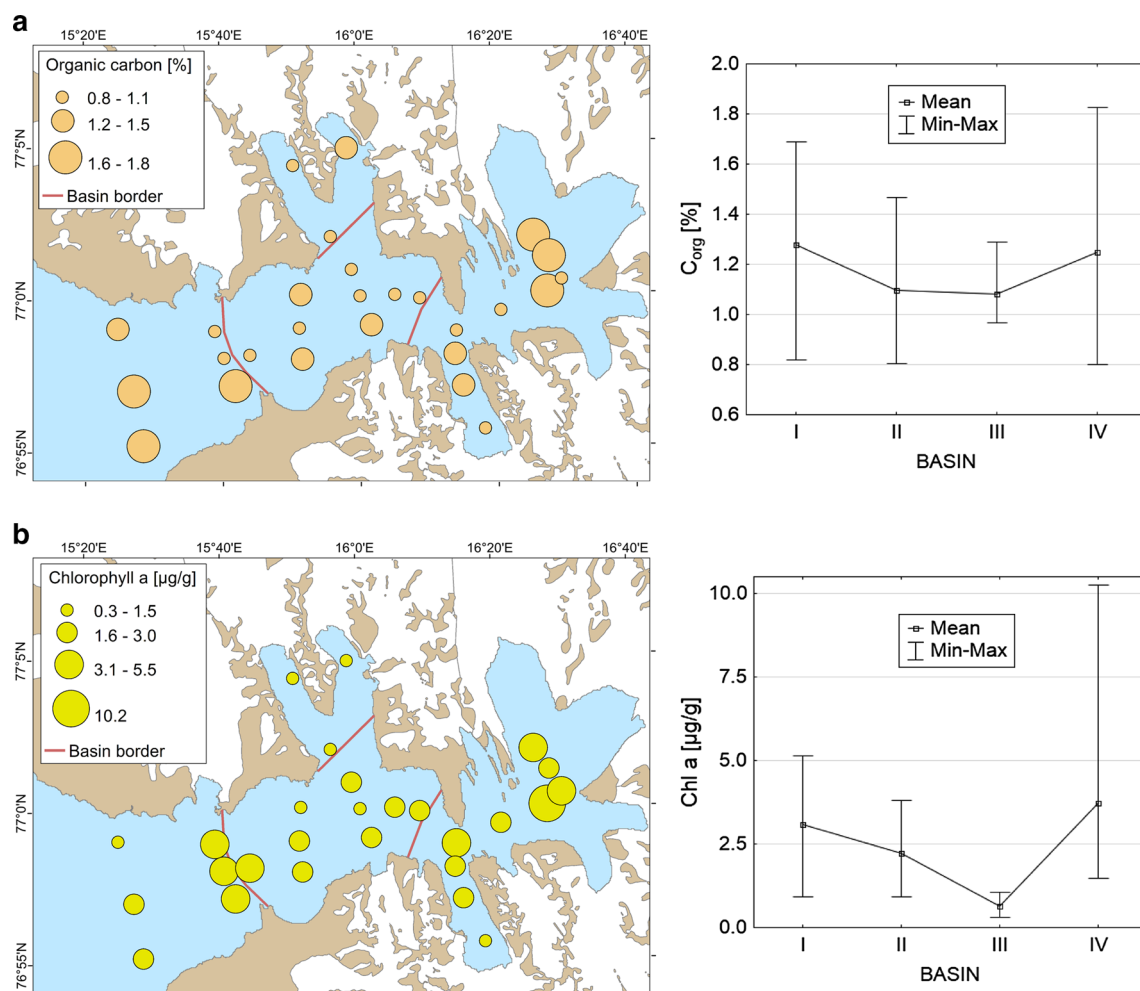 a
15°20'E 15°40'E 16°0'E 16°20'E 16°40'E
Organic carbon [%]
0.8 - 1.1
1.2 - 1.5
1.6 - 1.8
Basin border
77°5'N
77°0'N
76°55'N
2.0
1.8
1.6
1.4
1.2
1.0
0.8
0.6
C_org [%]
Mean
Min-Max
I II III IV
BASIN
b
15°20'E 15°40'E 16°0'E 16°20'E 16°40'E
Chlorophyll a [µg/g]
0.3 - 1.5
1.6 - 3.0
3.1 - 5.5
10.2
Basin border
77°5'N
77°0'N
76°55'N
10.0
7.5
5.0
2.5
0.0
Chl a [µg/g]
Mean
Min-Max
I II III IV
BASIN